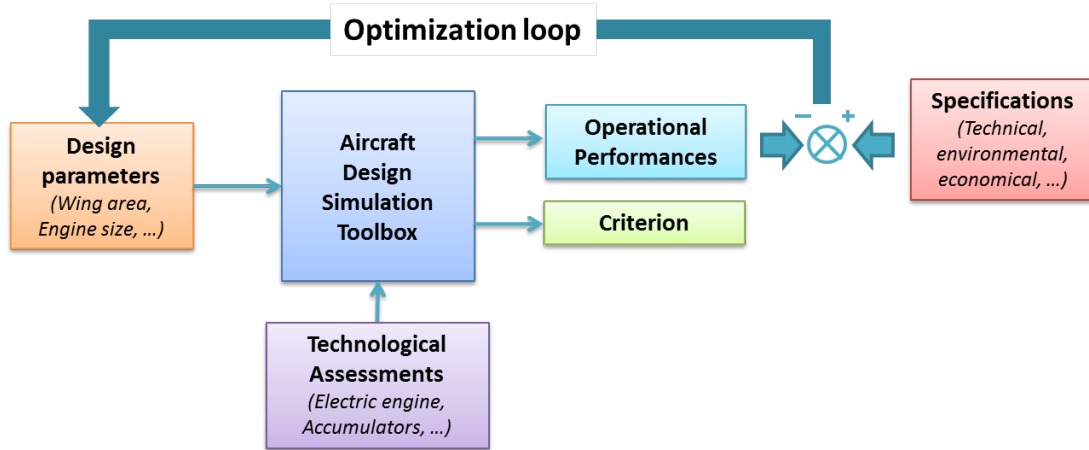 Optimization loop
Design
parameters
(Wing area,
Engine size, ...)
Aircraft
Design
Simulation
Toolbox
Operational
Performances
Criterion
− +
Specifications
(Technical,
environmental,
economical, ...)
Technological
Assessments
(Electric engine,
Accumulators, ...)